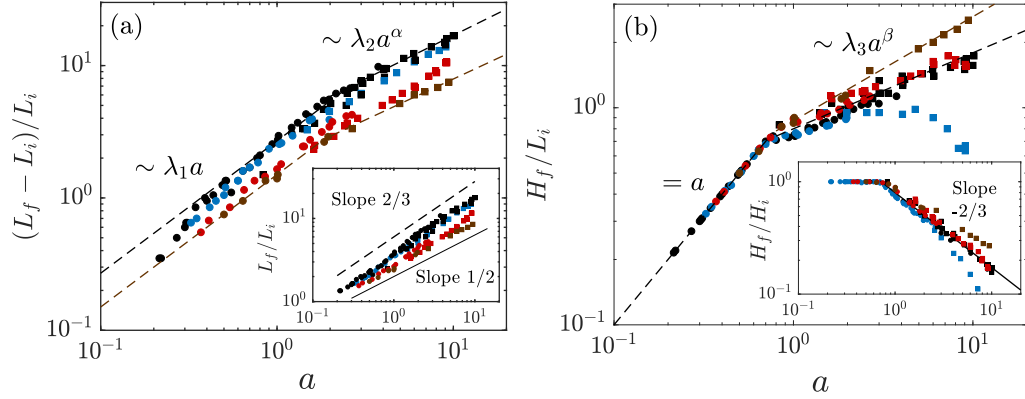 (a)
(L_f − L_i)/L_i
10^1
10^0
10^-1
∼ λ_2 a^α
∼ λ_1 a
10^-1
10^0
10^1
a
L_f/L_i
10^1
10^0
Slope 2/3
Slope 1/2
10^-1
10^0
10^1
a
(b)
H_f/L_i
10^0
10^-1
∼ λ_3 a^β
= a
10^-1
10^0
10^1
a
H_f/H_i
10^0
10^-1
Slope
-2/3
10^-1
10^0
10^1
a